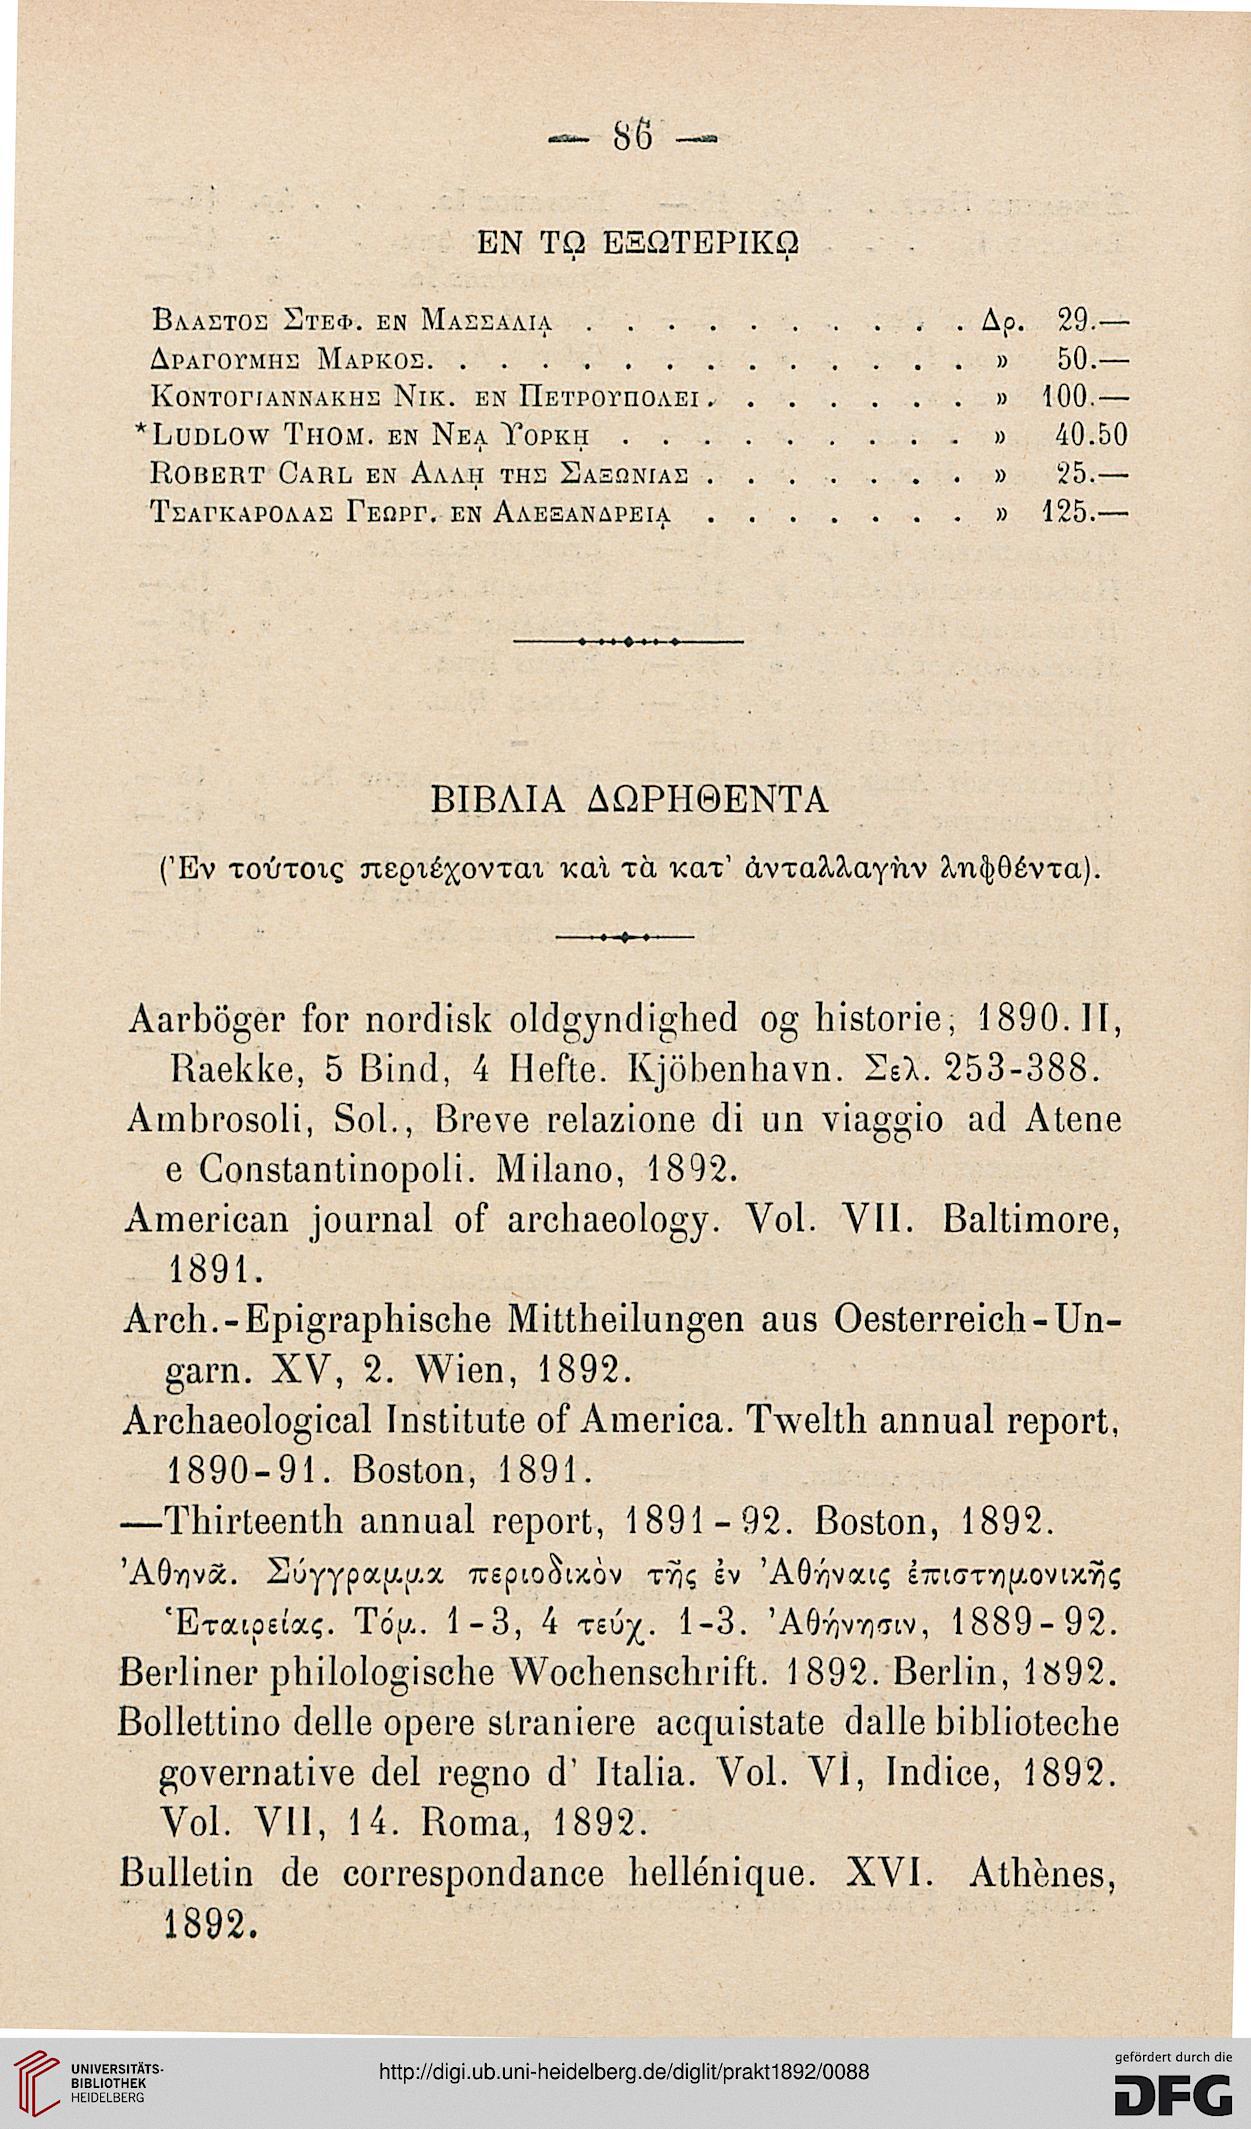 — 86 —
ΕΝ Τῼ ΕΞΩΤΕΡΙΚῼ
ΒΛΑΣΤΟΣ ΣΤΕΦ. ΕΝ ΜΑΣΣΑΛΙᾼ . . . . . . . . . . Δρ. 29.—
ΔΡΑΓΟΥΜΗΣ ΜΑΡΚΟΣ. . . . . . . . . . . . . . » 50.—
ΚΟΝΤΟΓΙΑΝΝΑΚΗΣ ΝΙΚ. ΕΝ ΠΕΤΡΟΥΠΟΛΕΙ . . . . . . . » 100.—
*LUDLOW THOM. ΕΝ ΝΕᾼ ΥΟΡΚῌ . . . . . . . . . » 40.50
ROBERT CARL ΕΝ ΑΛΛῌ ΤΗΣ ΣΑΞΩΝΙΑΣ . . . . . . . » 25.—
ΤΣΑΓΚΑΡΟΛΑΣ ΓΕΩΡΓ. ΕΝ ΑΛΕΞΑΝΔΡΕΙᾼ . . . . . . . » 125.—
ΒΙΒΛΙΑ ΔΩΡΗΘΕΝΤΑ
(Ἐν τούτοις περιέχονται καὶ τὰ κατ' ἀνταλλαγὴν ληφθέντα).
Aarböger for nordisk oldgyndighed og historie, 1890. II,
Raekke, 5 Bind, 4 Hefte. Kjöbenhavn. Σελ. 253-388.
Ambrosoli, Sol., Breve relazione di un viaggio ad Atene
e Constantinopoli. Milano, 1892.
American journal of archaeology. Vol. VII. Baltimore,
1891.
Arch.-Epigraphische Mittheilungen aus Oesterreich-Un-
garn. XV, 2. Wien, 1892.
Archaeological Institute of America. Twelth annual report,
1890-91. Boston, 1891.
—Thirteenth annual report, 1891-92. Boston, 1892.
Ἀθηνᾶ. Σύγγραμμα περιοδικὸν τῆς ἐν Ἀθήναις ἐπιστημονικῆς
Ἑταιρείας. Τόμ. 1-3, 4 τεύχ. 1-3. Ἀθήνησιν, 1889-92.
Berliner philologische Wochenschrift. 1892. Berlin, 1892.
Bollettino delle opere straniere acquistate dalle biblioteche
governative del regno d' Italia. Vol. VI, Indice, 1892.
Vol. VII, 14. Roma, 1892.
Bulletin de correspondance hellénique. XVI. Athènes,
1892.
UNIVERSITÄTS-
BIBLIOTHEK
HEIDELBERG
http://digi.ub.uni-heidelberg.de/diglit/prakt1892/0088
gefördert durch die
DFG